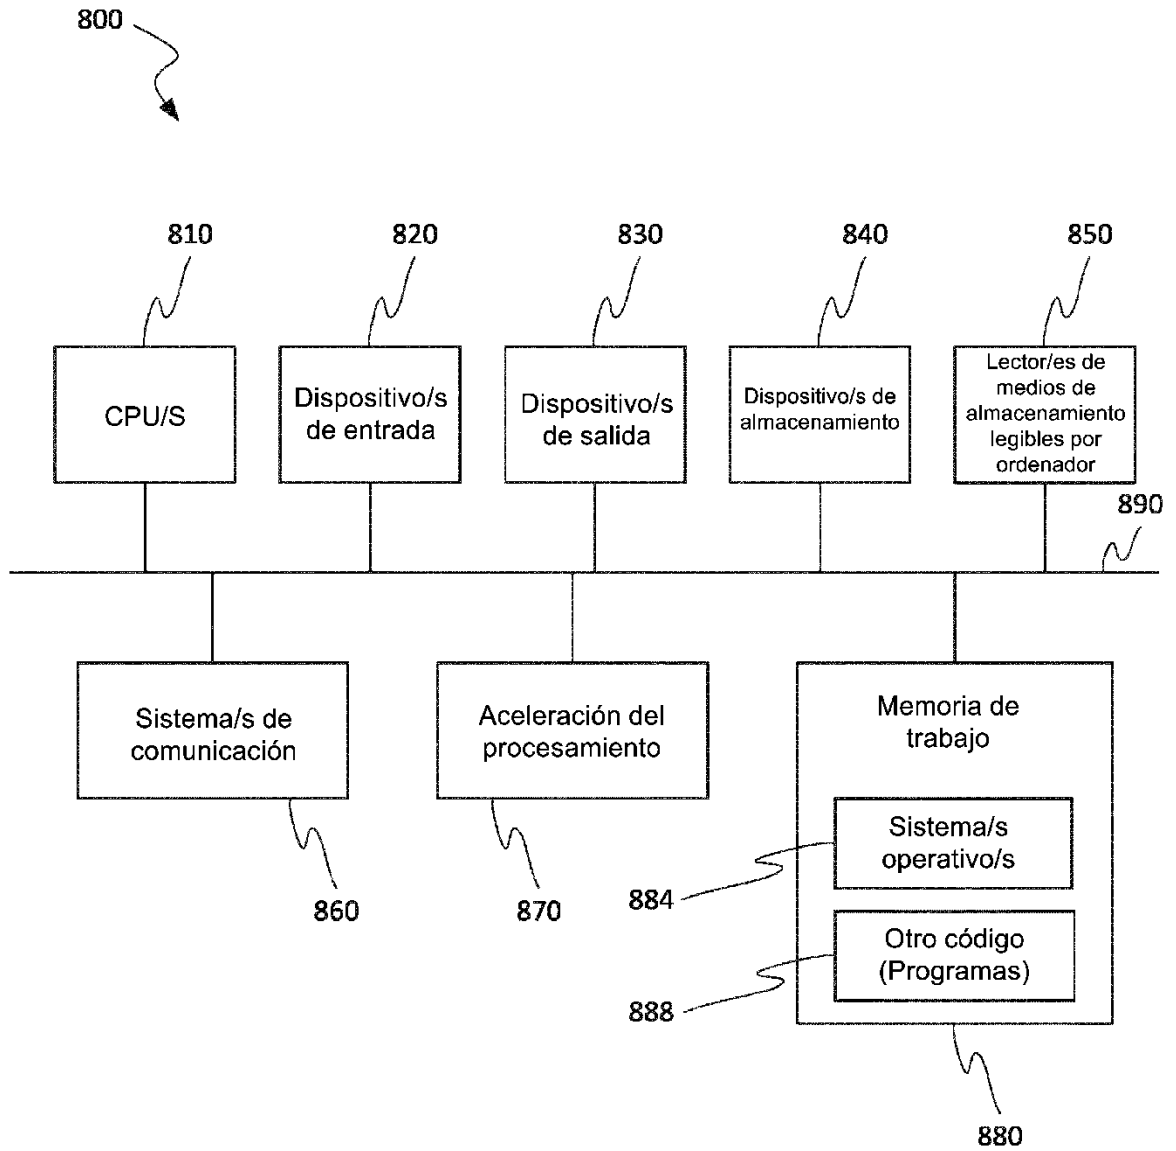 800
810
820
830
840
850
CPU/S
Dispositivo/s
de entrada
Dispositivo/s
de salida
Dispositivo/s de
almacenamiento
Lector/es de
medios de
almacenamiento
legibles por
ordenador
890
Sistema/s de
comunicación
Aceleración del
procesamiento
Memoria de
trabajo
Sistema/s
operativo/s
Otro código
(Programas)
860
870
884
888
880